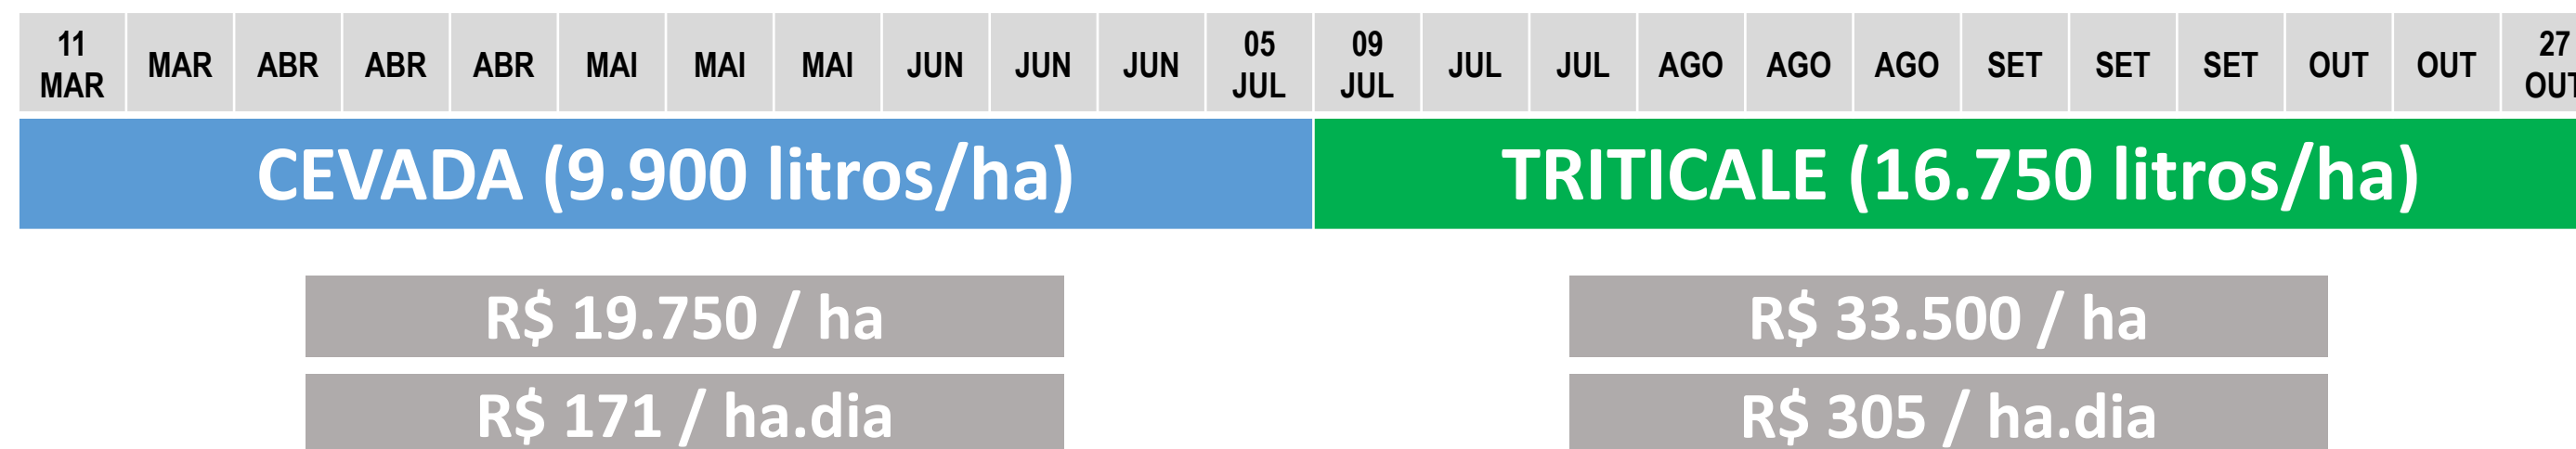 11 MAR MAR ABR ABR ABR MAI MAI MAI JUN JUN JUN 05 JUL 09 JUL JUL JUL AGO AGO AGO SET SET SET OUT OUT 27 OUT
CEVADA (9.900 litros/ha) TRITICALE (16.750 litros/ha)
R$ 19.750 / ha R$ 33.500 / ha
R$ 171 / ha.dia R$ 305 / ha.dia